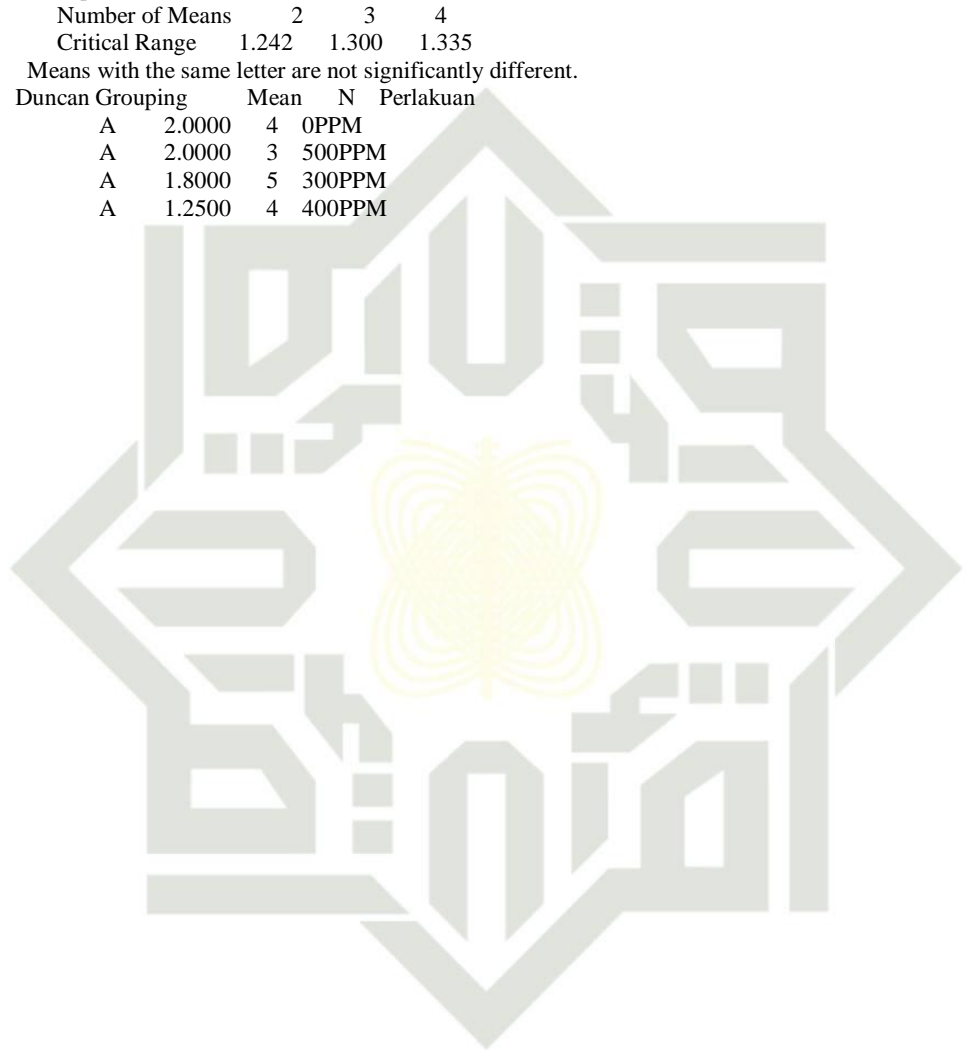 Number of Means 2 3 4
Critical Range 1.242 1.300 1.335
Means with the same letter are not significantly different.
Duncan Grouping Mean N Perlakuan
A 2.0000 4 0PPM
A 2.0000 3 500PPM
A 1.8000 5 300PPM
A 1.2500 4 400PPM